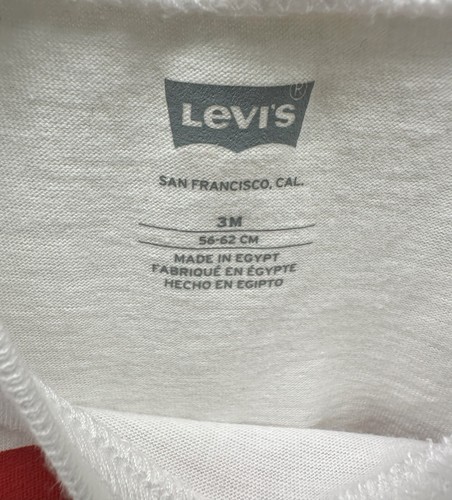 Levi's ®
SAN FRANCISCO, CAL.
3M
56-62 CM
MADE IN EGYPT
FABRIQUÉ EN ÉGYPTE
HECHO EN EGIPTO